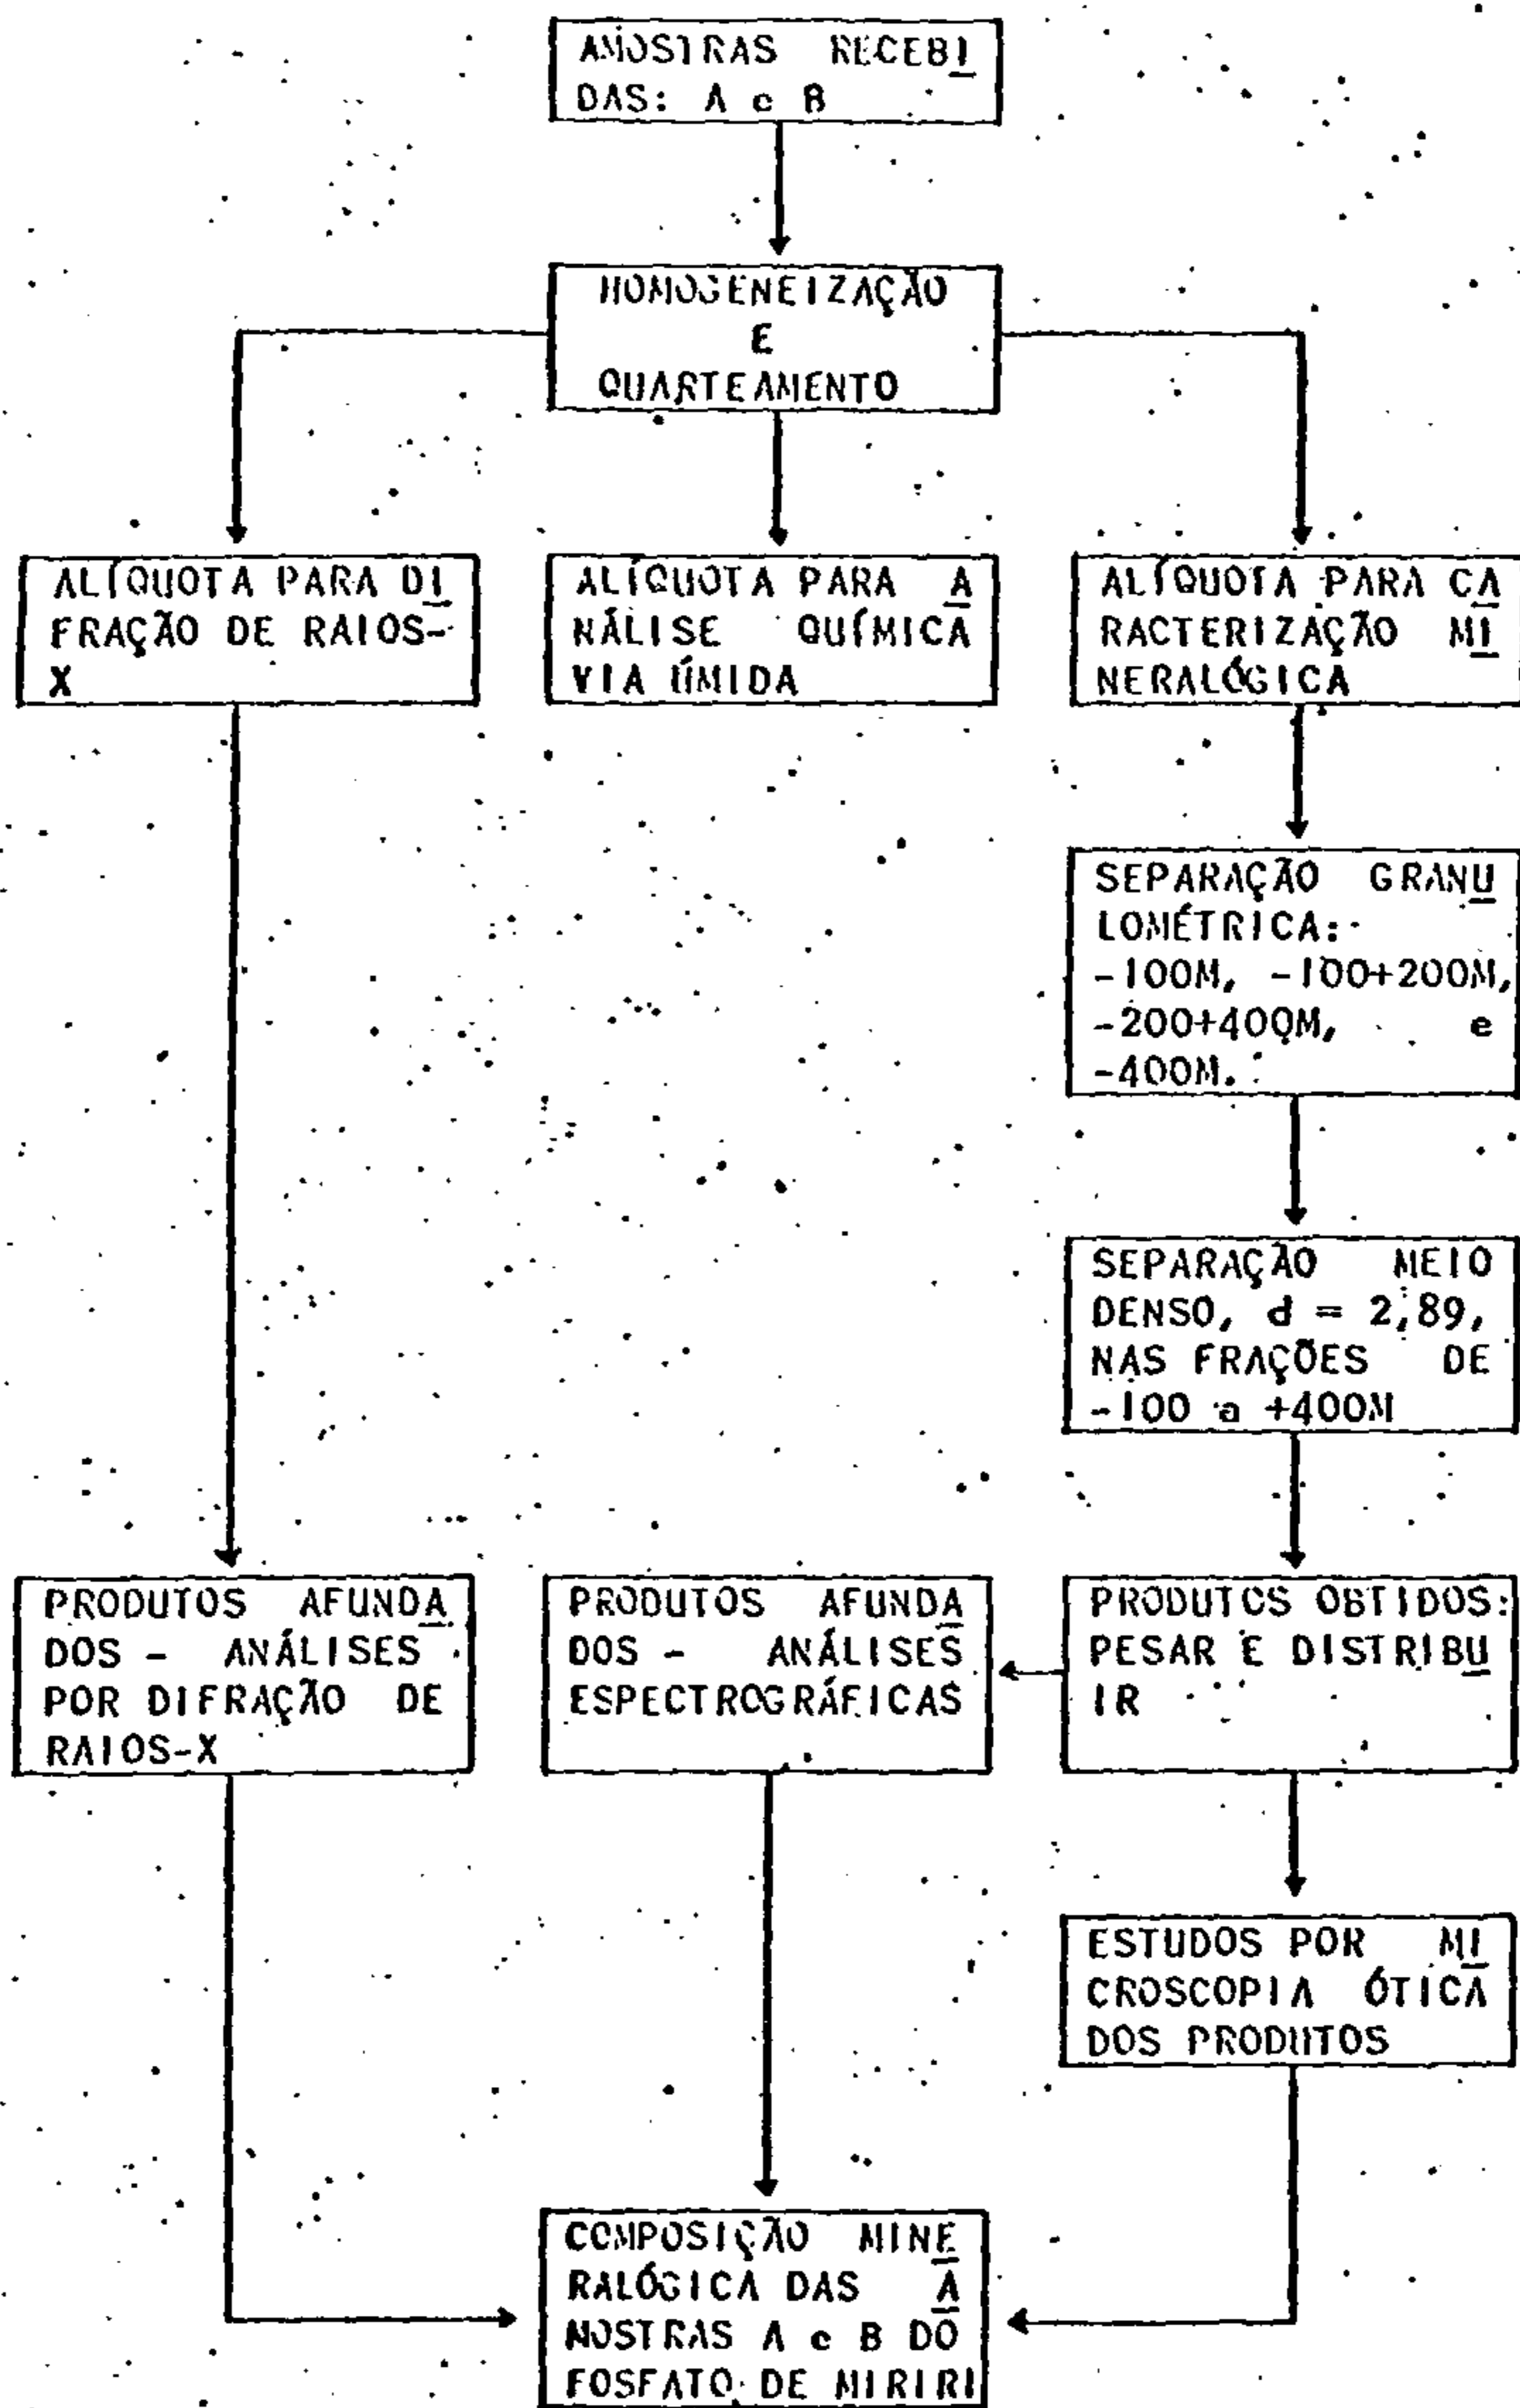 AMOSTRAS RECEBI
DAS: A e B
HOMOGENEIZAÇÃO
E
QUARTEAMENTO
ALÍQUOTA PARA DI
FRAÇÃO DE RAIOS-
X
ALÍQUOTA PARA A
NÁLISE QUÍMICA
VIA ÚMIDA
ALÍQUOTA PARA CA
RACTERIZAÇÃO MI
NERALÓGICA
SEPARAÇÃO GRANU
LOMÉTRICA:
-100M, -100+200M,
-200+400M, e
-400M.
SEPARAÇÃO MEIO
DENSO, d = 2,89,
NAS FRAÇÕES DE
-100 a +400M
PRODUTOS AFUNDA
DOS - ANÁLISES
POR DIFRAÇÃO DE
RAIOS-X
PRODUTOS AFUNDA
DOS - ANÁLISES
ESPECTROGRÁFICAS
PRODUTOS OBTIDOS:
PESAR E DISTRIBU
IR
ESTUDOS POR MI
CROSCOPIA ÓTICA
DOS PRODUTOS
COMPOSIÇÃO MINE
RALÓGICA DAS A
MOSTRAS A e B DO
FOSFATO DE MIRIRI